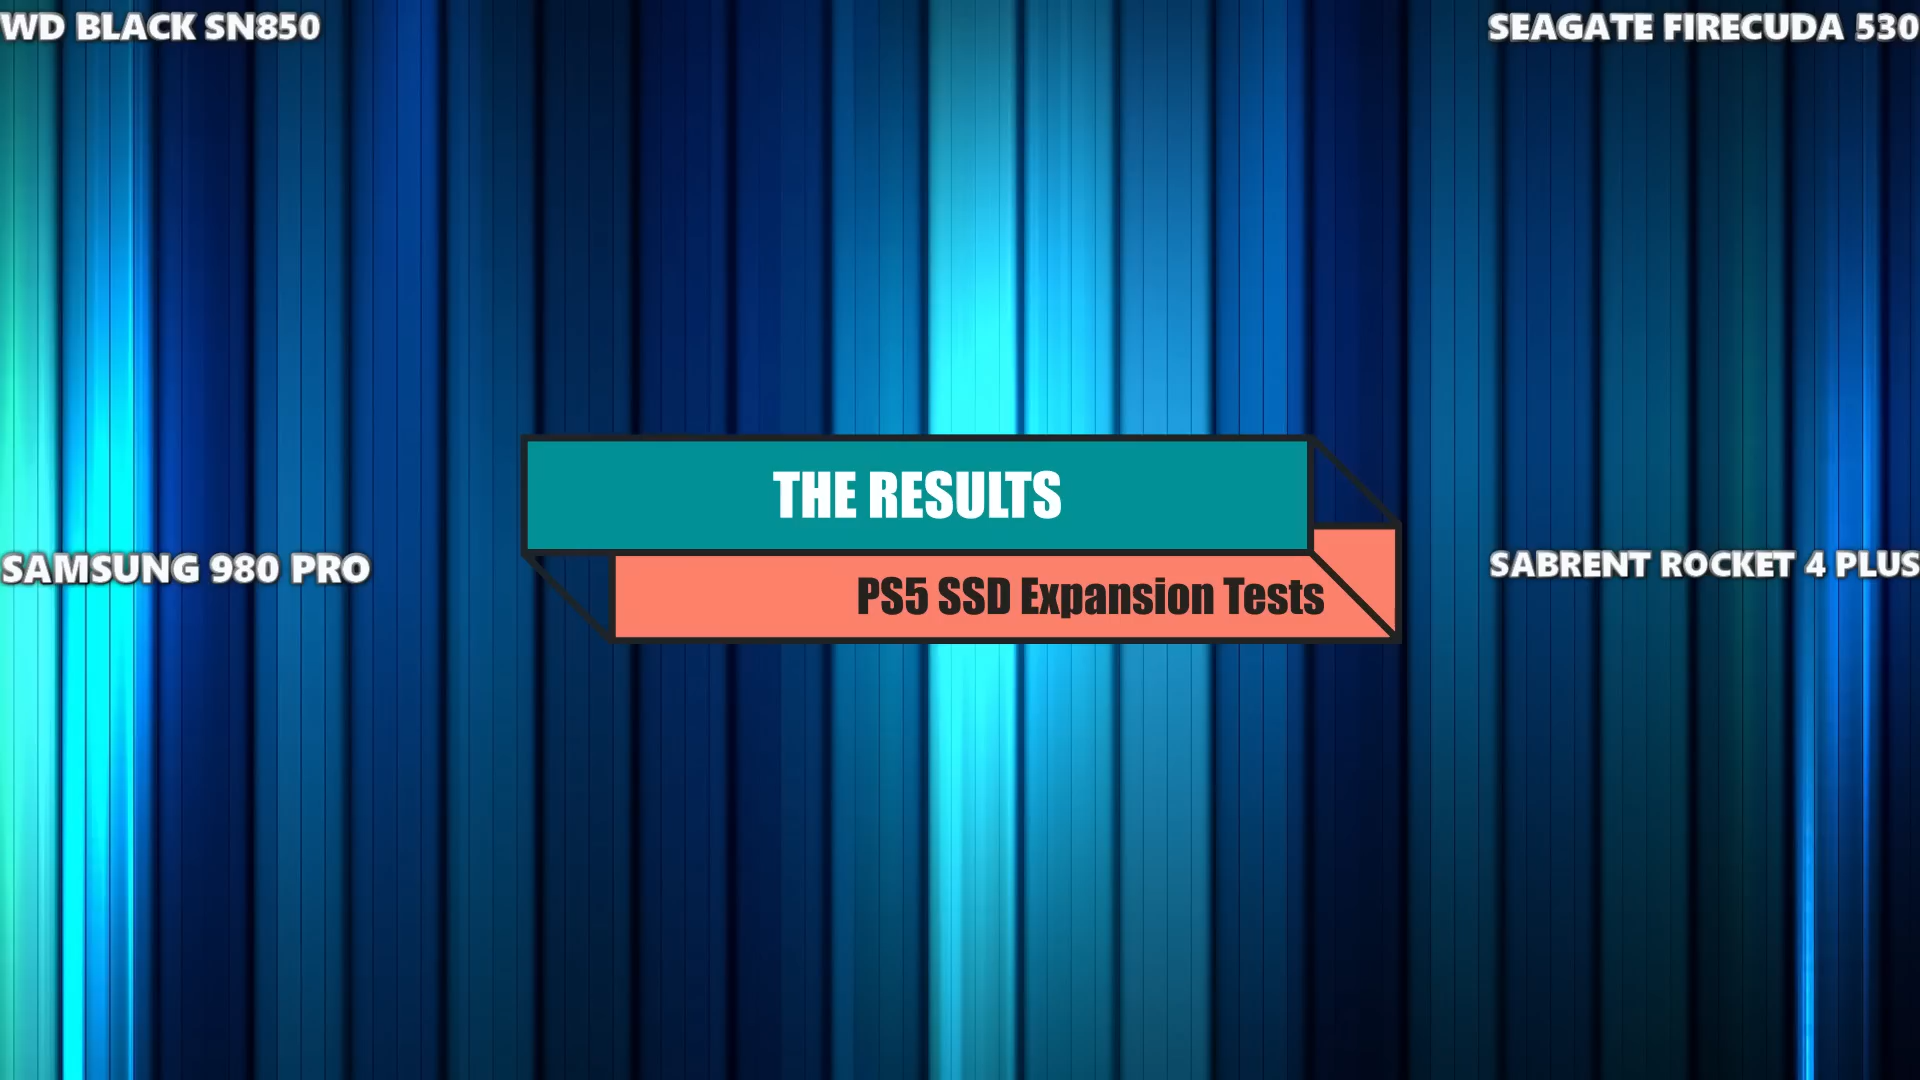 WD BLACK SN850
SEAGATE FIRECUDA 530
THE RESULTS
SAMSUNG 980 PRO
SABRENT ROCKET 4 PLUS
PS5 SSD Expansion Tests